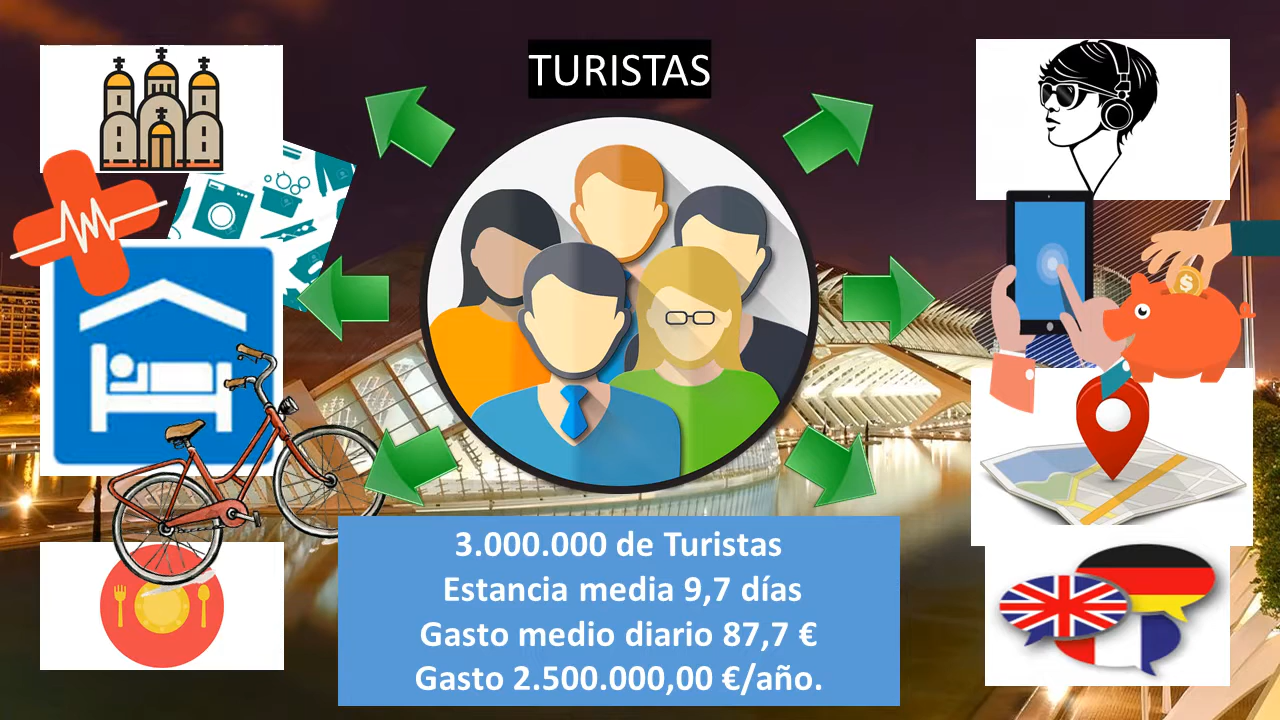 TURISTAS
3.000.000 de Turistas
Estancia media 9,7 días
Gasto medio diario 87,7 €
Gasto 2.500.000,00 €/año.